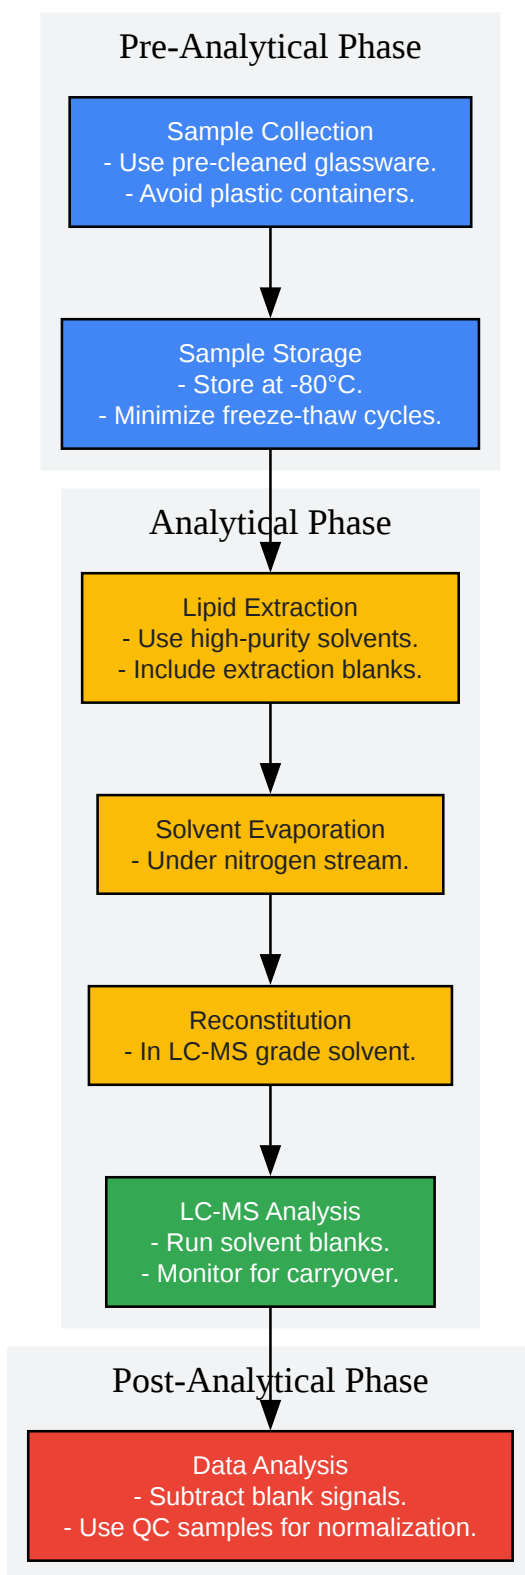 Pre-Analytical Phase
Sample Collection
- Use pre-cleaned glassware.
- Avoid plastic containers.
Sample Storage
- Store at -80°C.
- Minimize freeze-thaw cycles.
Analytical Phase
Lipid Extraction
- Use high-purity solvents.
- Include extraction blanks.
Solvent Evaporation
- Under nitrogen stream.
Reconstitution
- In LC-MS grade solvent.
LC-MS Analysis
- Run solvent blanks.
- Monitor for carryover.
Post-Analytical Phase
Data Analysis
- Subtract blank signals.
- Use QC samples for normalization.